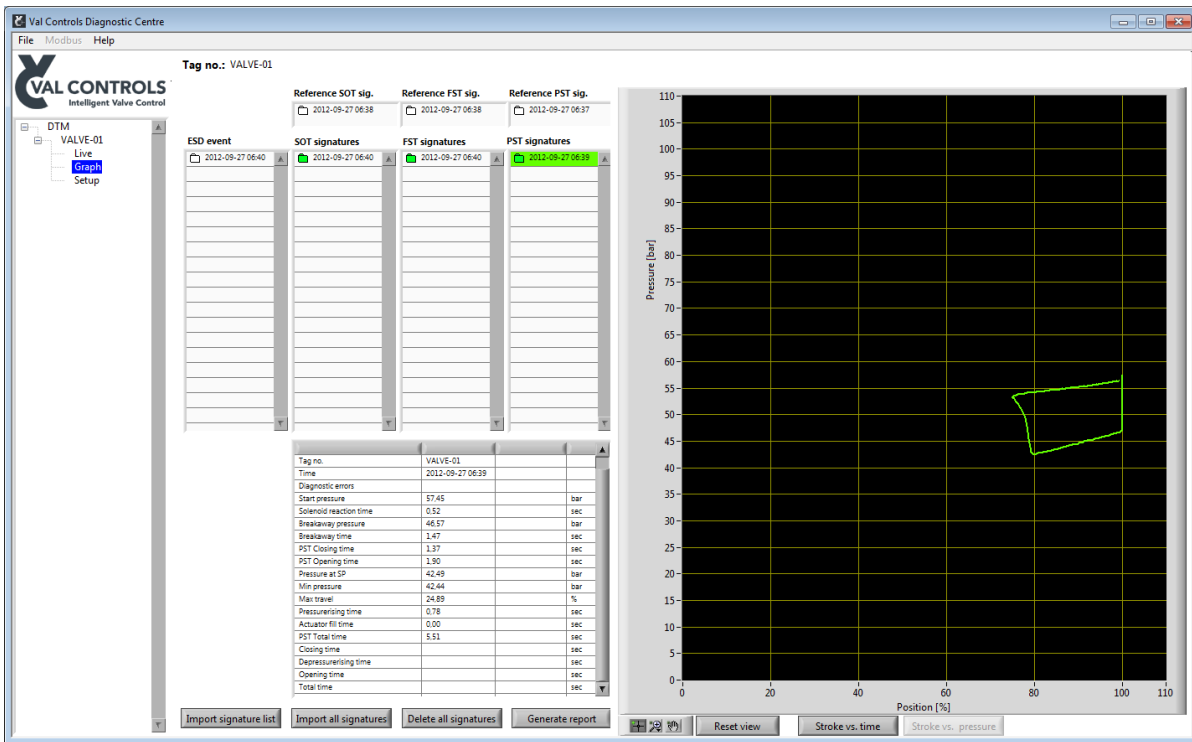 Val Controls Diagnostic Centre
File Modbus Help
VAL CONTROLS
Intelligent Valve Control
Tag no.: VALVE-01
DTM
VALVE-01
Live
Graph
Setup
Reference SOT sig. Reference FST sig. Reference PST sig.
2012-09-27 06:38 2012-09-27 06:38 2012-09-27 06:37
ESD event SOT signatures FST signatures PST signatures
2012-09-27 06:40 2012-09-27 06:40 2012-09-27 06:40 2012-09-27 06:39
Tag no. VALVE-01
Time 2012-09-27 06:39
Diagnostic errors
Start pressure 57,45 bar
Solenoid reaction time 0,52 sec
Breakaway pressure 46,57 bar
Breakaway time 1,47 sec
PST Closing time 1,37 sec
PST Opening time 1,90 sec
Pressure at SP 42,49 bar
Min pressure 42,44 bar
Max travel 24,89 %
Pressurerising time 0,78 sec
Actuator fill time 0,00 sec
PST Total time 5,51 sec
Closing time sec
Depressurerising time sec
Opening time sec
Total time sec
Import signature list Import all signatures Delete all signatures Generate report
Pressure [bar]
110
105
100
95
90
85
80
75
70
65
60
55
50
45
40
35
30
25
20
15
10
5
0
0 20 40 60 80 100 110
Position [%]
Reset view Stroke vs. time Stroke vs. pressure